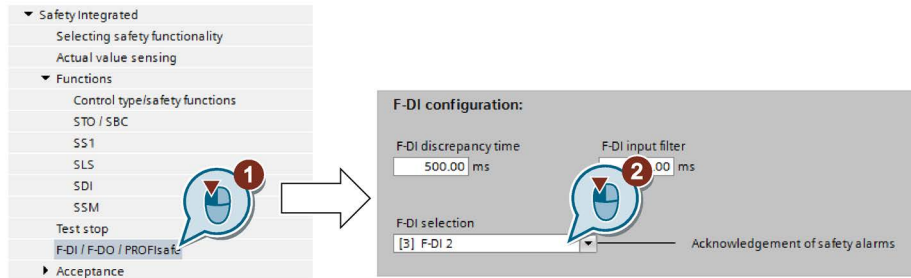 Safety Integrated
Selecting safety functionality
Actual value sensing
Functions
Control type/safety functions
STO / SBC
SS1
SLS
SDI
SSM
Test stop
F-DI / F-DO / PROFIsafe
Acceptance
1
F-DI configuration:
F-DI discrepancy time F-DI input filter
500.00 ms .00 ms
2
F-DI selection
[3] F-DI 2 Acknowledgement of safety alarms